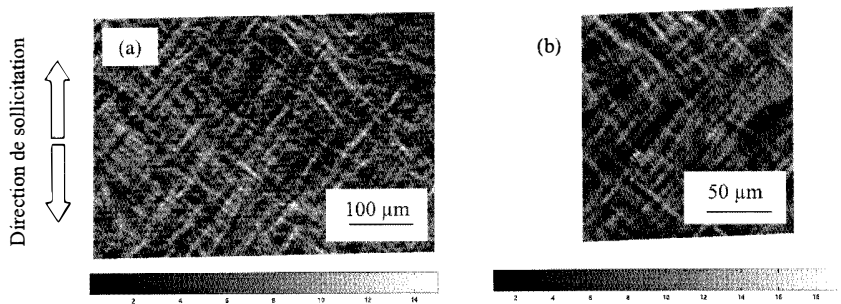 Direction de sollicitation
(a)
100 µm
2 4 6 8 10 12 14
(b)
50 µm
2 4 6 8 10 12 14 16 18